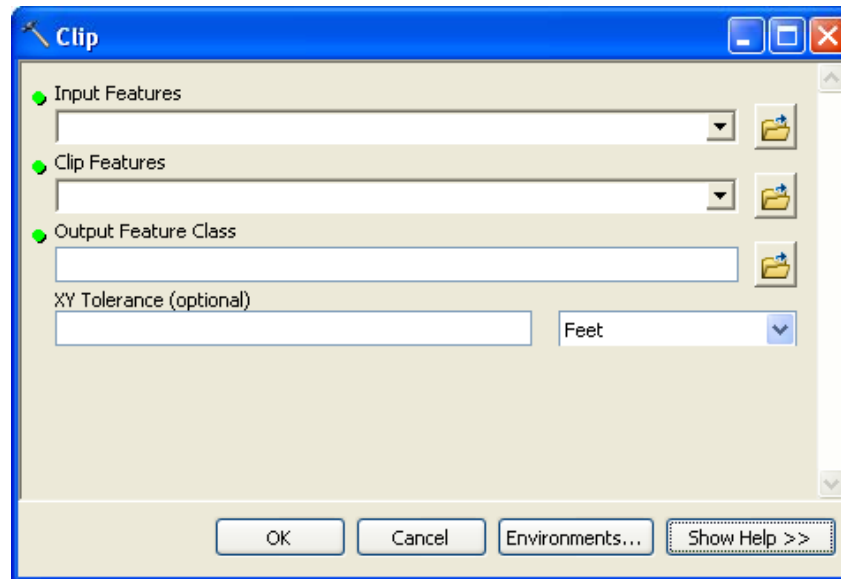 Clip
Input Features
Clip Features
Output Feature Class
XY Tolerance (optional)
Feet
OK Cancel Environments... Show Help >>